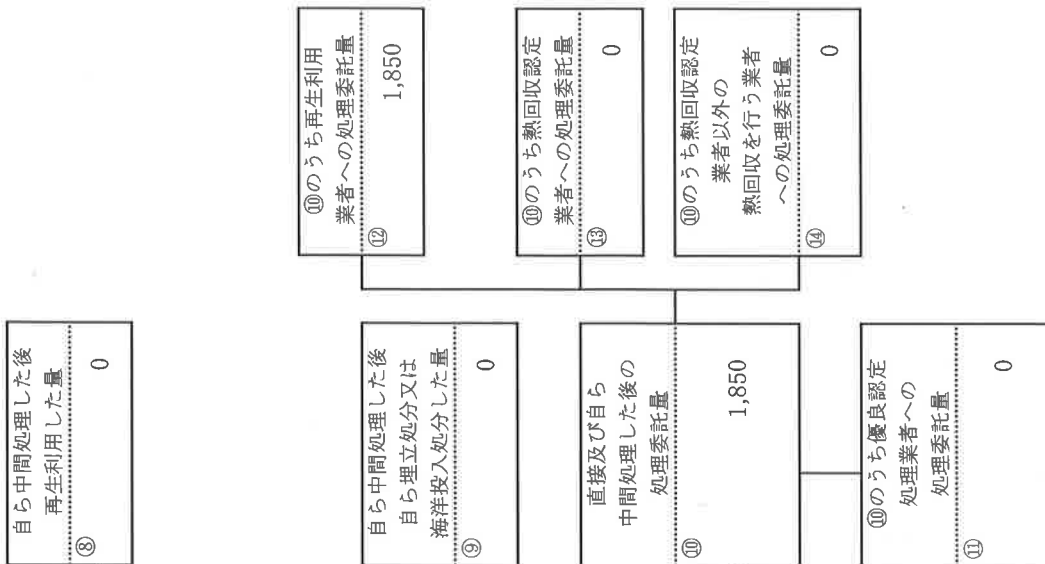 自ら中間処理した後
再生利用した量
⑧
0
自ら中間処理した後
自ら埋立処分又は
海洋投入処分した量
⑨
0
直接及び自ら
中間処理した後の
処理委託量
⑩
1,850
⑩のうち優良認定
処理業者への
処理委託量
⑪
0
⑩のうち再生利用
業者への処理委託量
⑫
1,850
⑩のうち熱回収認定
業者への処理委託量
⑬
0
⑩のうち熱回収認定
業者以外の
熱回収を行う業者
への処理委託量
⑭
0